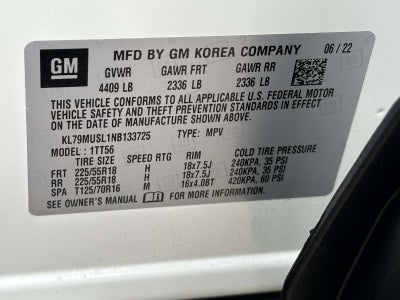 GM
MFD BY GM KOREA COMPANY 06 / 22
GVWR GAWR FRT GAWR RR
4409 LB 2336 LB 2336 LB
THIS VEHICLE CONFORMS TO ALL APPLICABLE U.S. FEDERAL MOTOR
VEHICLE SAFETY AND THEFT PREVENTION STANDARDS IN EFFECT ON
DATE OF MANUFACTURE SHOWN ABOVE.
KL79MUSL1NB133725 TYPE: MPV
MODEL: 1TT56
TIRE SIZE SPEED RTG RIM COLD TIRE PRESSURE
FRT 225/55R18 H 18x7.5J 240KPA, 35 PSI
RR 225/55R18 H 18x7.5J 240KPA, 35 PSI
SPA T125/70R16 M 16x4.0BT 420KPA, 60 PSI
SEE OWNER'S MANUAL FOR ADDITIONAL INFORMATION.